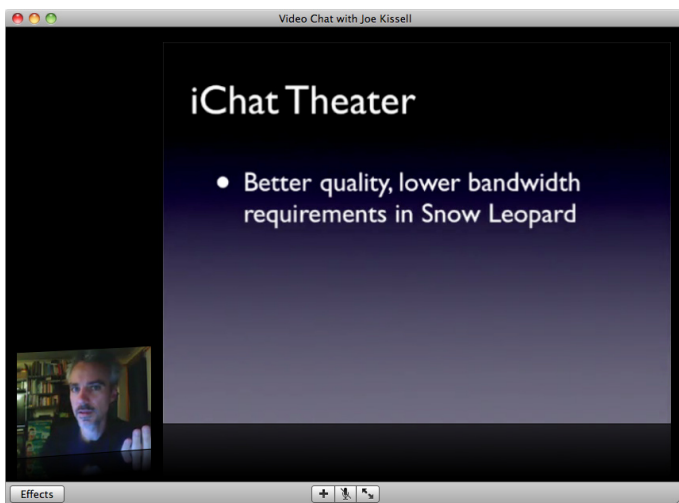 Video Chat with Joe Kissell
iChat Theater
• Better quality, lower bandwidth
requirements in Snow Leopard
Effects